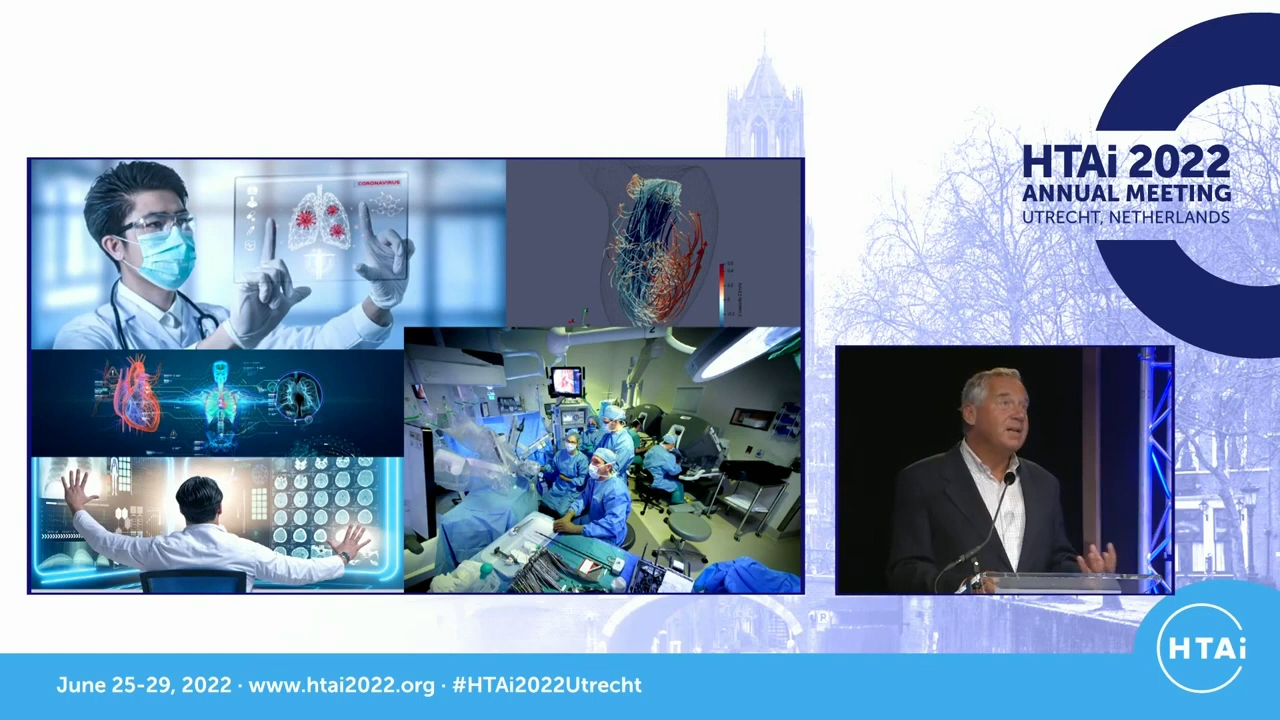 HTAi 2022
ANNUAL MEETING
UTRECHT, NETHERLANDS
CORONAVIRUS
HTAi
June 25-29, 2022 · www.htai2022.org · #HTAi2022Utrecht